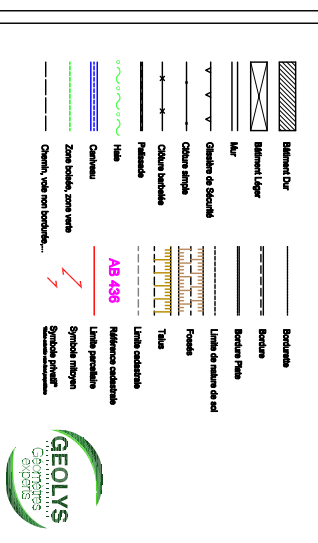 Bâtiment Dur
Bâtiment Léger
Mur
Glissière de Sécurité
Clôture simple
Clôture barbelée
Palissade
Haie
Caniveau
Zone boisée, zone verte
Chemin, voie non bordurée,...
Bordurette
Bordure
Bordure Plate
Limite de nature de sol
Fossés
Talus
Limite cadastrale
AB 436 Référence cadastrale
Limite parcellaire
Symbole mitoyen
Symbole privatif*
GEOLYS
Géomètres
experts